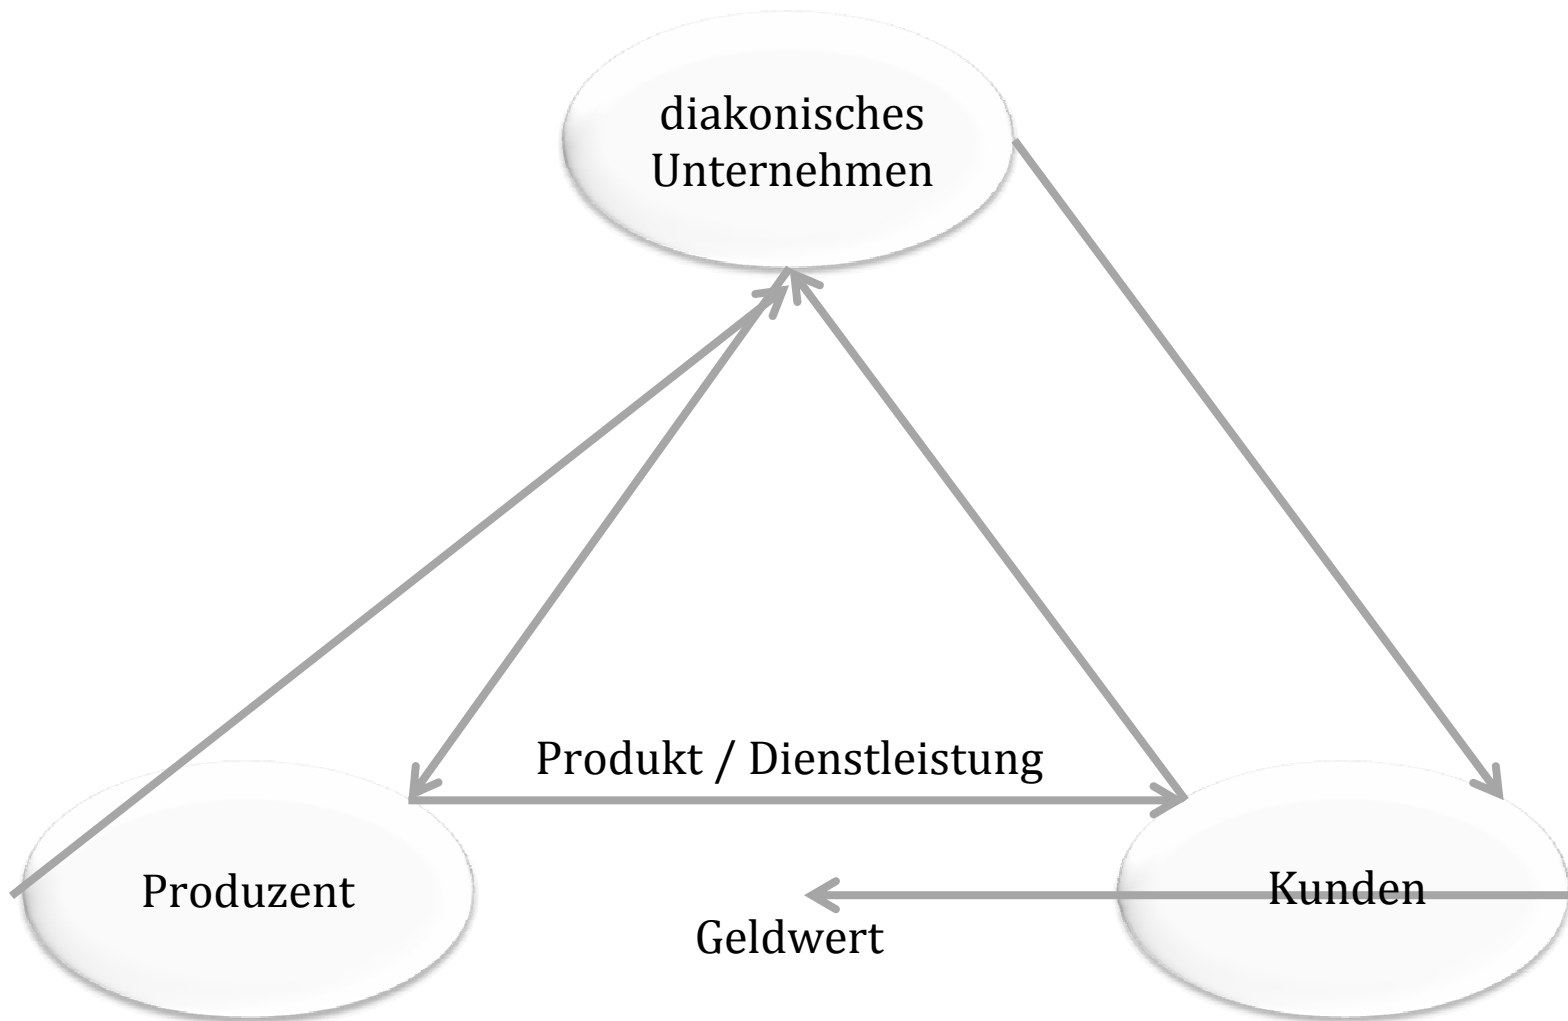 diakonisches
Unternehmen
Produkt / Dienstleistung
Produzent
Kunden
Geldwert